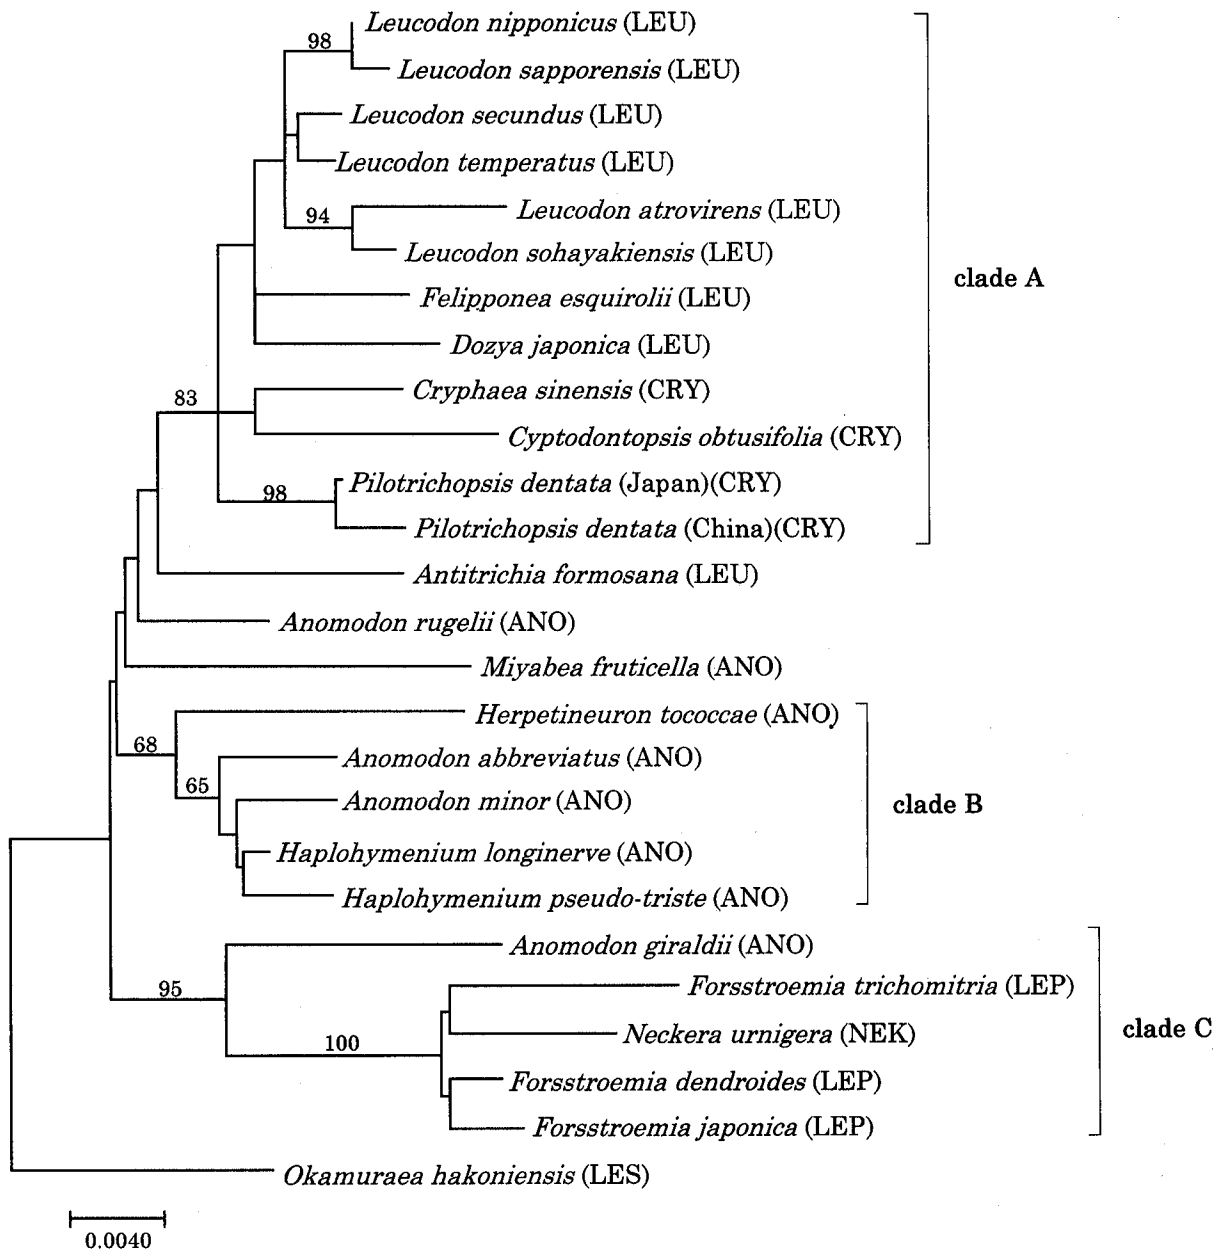 Leucodon nipponicus (LEU)
98
Leucodon sapporensis (LEU)
Leucodon secundus (LEU)
Leucodon temperatus (LEU)
Leucodon atrovirens (LEU)
94
Leucodon sohayakiensis (LEU)
clade A
Felipponea esquirolii (LEU)
Dozya japonica (LEU)
Cryphaea sinensis (CRY)
83
Cyptodontopsis obtusifolia (CRY)
Pilotrichopsis dentata (Japan)(CRY)
98
Pilotrichopsis dentata (China)(CRY)
Antitrichia formosana (LEU)
Anomodon rugelii (ANO)
Miyabea fruticella (ANO)
Herpetineuron tococcae (ANO)
68
Anomodon abbreviatus (ANO)
65
Anomodon minor (ANO)
clade B
Haplohymenium longinerve (ANO)
Haplohymenium pseudo-triste (ANO)
Anomodon giraldii (ANO)
95
Forsstroemia trichomitria (LEP)
clade C
Neckera urnigera (NEK)
100
Forsstroemia dendroides (LEP)
Forsstroemia japonica (LEP)
Okamuraea hakoniensis (LES)
0.0040